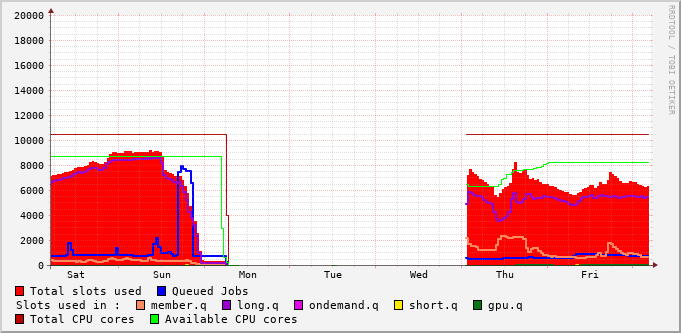 20000
18000
16000
14000
12000
10000
8000
6000
4000
2000
0
Sat Sun Mon Tue Wed Thu Fri
RRDTOOL / TOBI OETIKER
Total slots used Queued Jobs
Slots used in : member.q long.q ondemand.q short.q gpu.q
Total CPU cores Available CPU cores